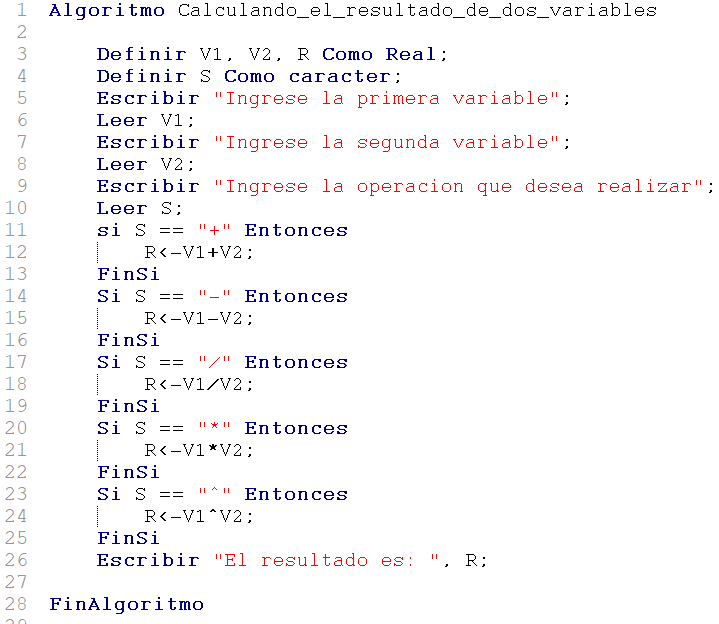 1 Algoritmo Calculando_el_resultado_de_dos_variables
2
3 Definir V1, V2, R Como Real;
4 Definir S Como caracter;
5 Escribir "Ingrese la primera variable";
6 Leer V1;
7 Escribir "Ingrese la segunda variable";
8 Leer V2;
9 Escribir "Ingrese la operacion que desea realizar";
10 Leer S;
11 si S == "+" Entonces
12 R<-V1+V2;
13 FinSi
14 Si S == "-" Entonces
15 R<-V1-V2;
16 FinSi
17 Si S == "/" Entonces
18 R<-V1/V2;
19 FinSi
20 Si S == "*" Entonces
21 R<-V1*V2;
22 FinSi
23 Si S == "^" Entonces
24 R<-V1^V2;
25 FinSi
26 Escribir "El resultado es: ", R;
27
28 FinAlgoritmo